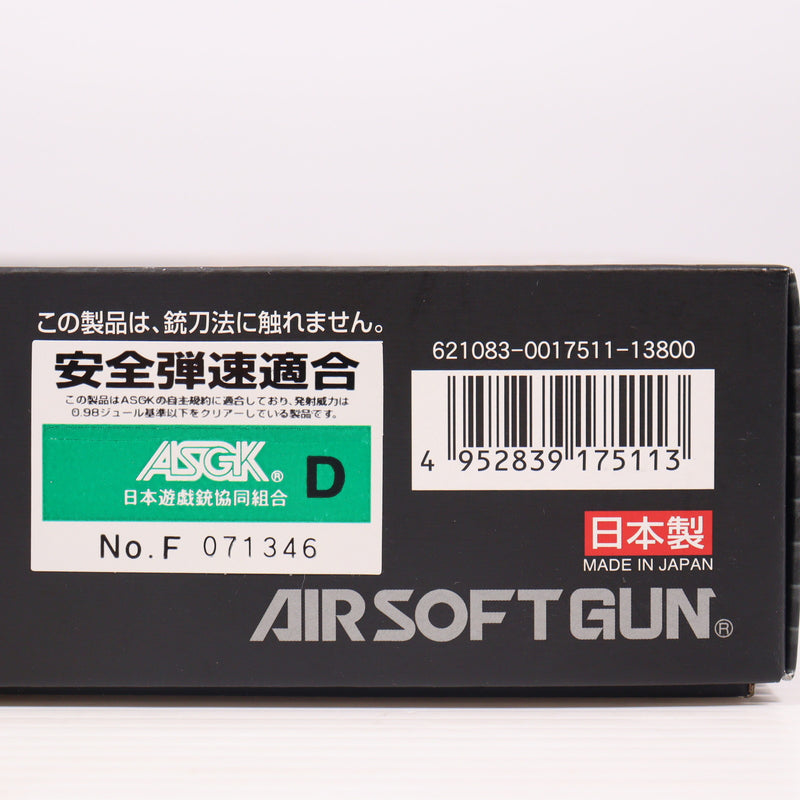 この製品は、銃刀法に触れません。
安全弾速適合
この製品はASGKの自主規約に適合しており、発射威力は
0.98ジュール基準以下をクリアーしている製品です。
ASGK® D
日本遊戯銃協同組合
No.F 071346
621083-0017511-13800
4 952839 175113
日本製
MADE IN JAPAN
AIRSOFT GUN®